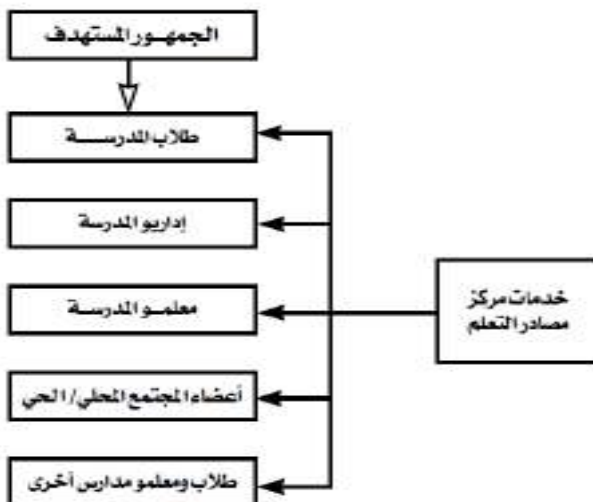 الجمهور المستهدف
طلاب المدرسة
إداريو المدرسة
معلمو المدرسة
أعضاء المجتمع المحلي/ الحي
طلاب ومعلمو مدارس أخرى
خدمات مركز
مصادر التعلم